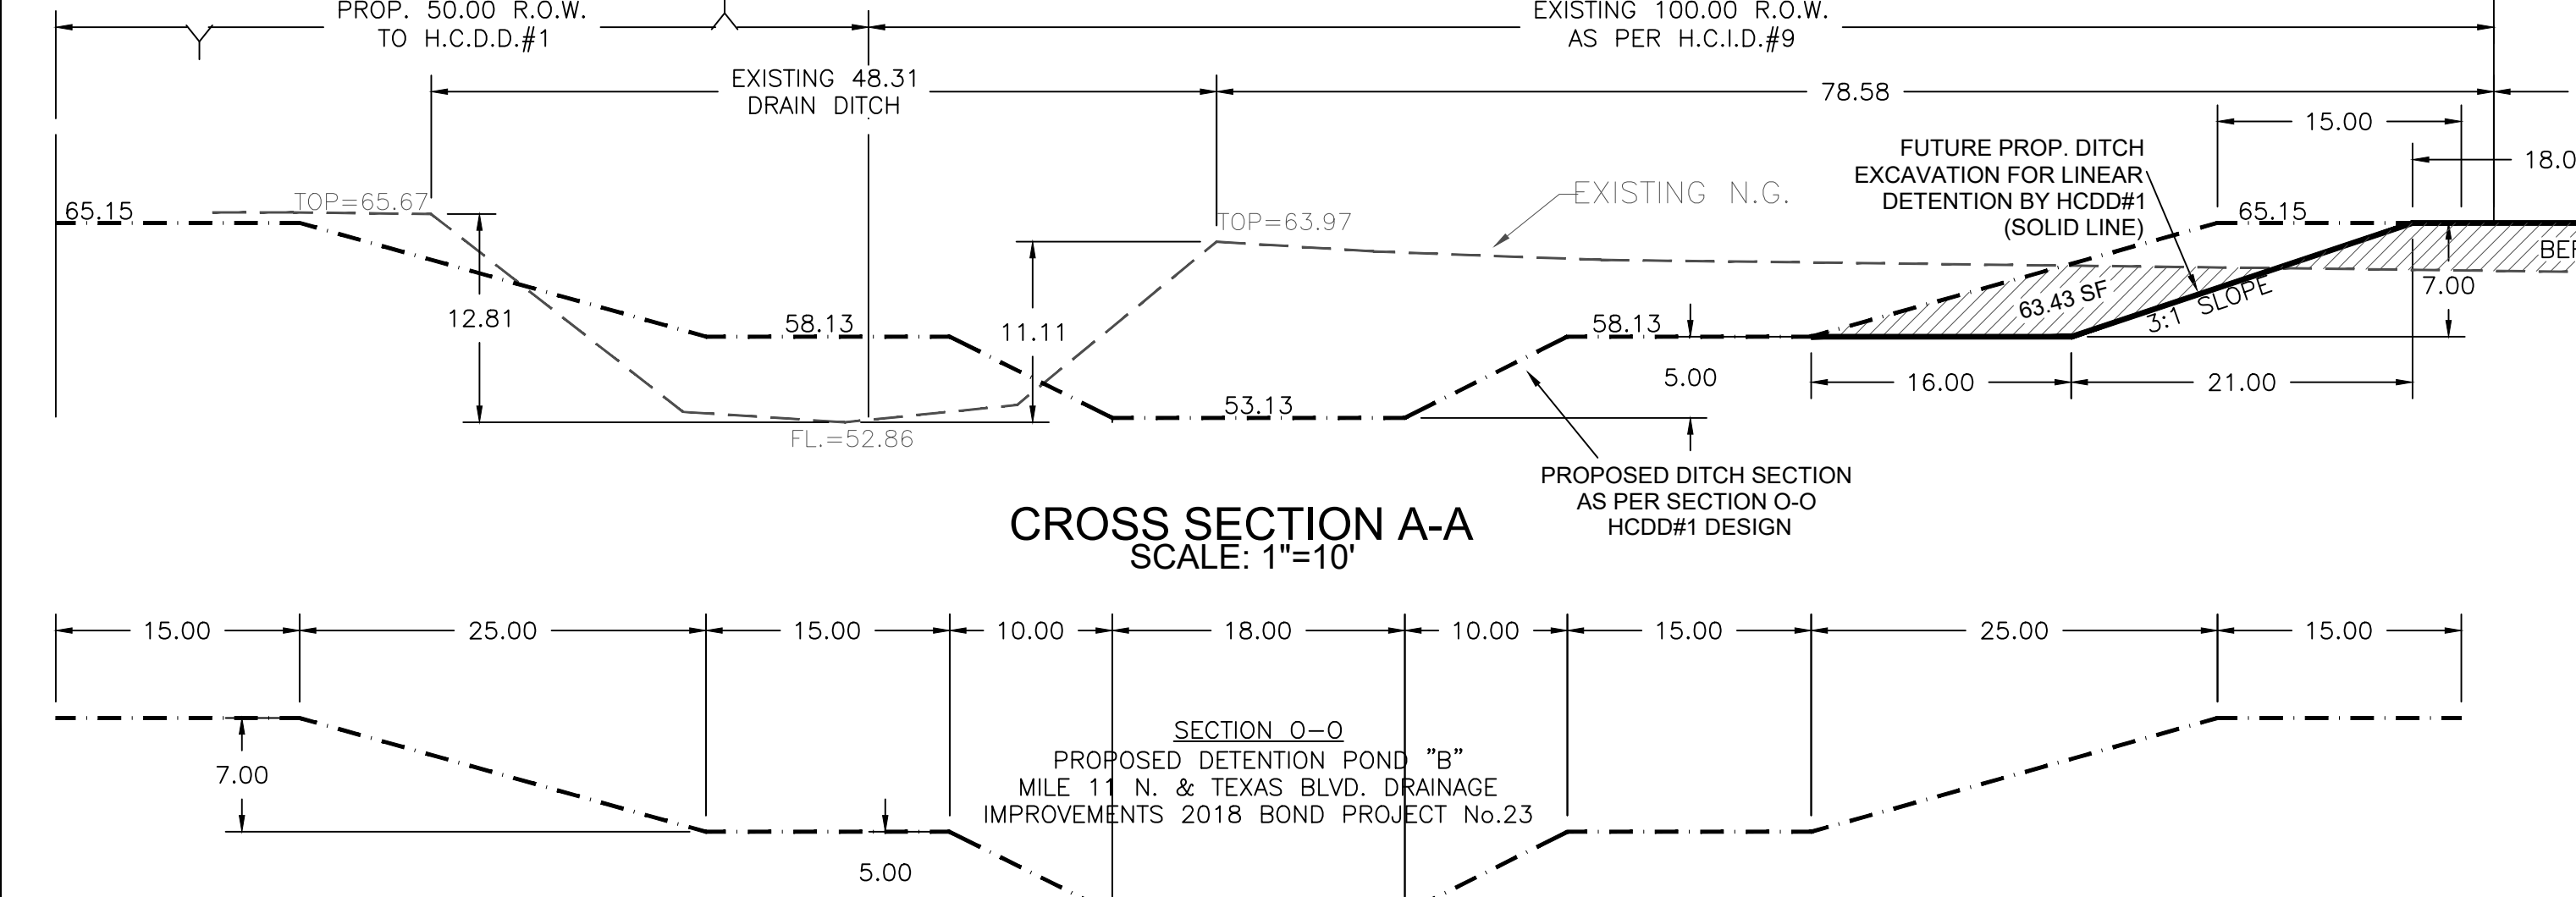 PROP. 50.00 R.O.W.
TO H.C.D.D.#1
EXISTING 100.00 R.O.W.
AS PER H.C.I.D.#9
EXISTING 48.31
DRAIN DITCH
78.58
15.00
18.0
FUTURE PROP. DITCH
EXCAVATION FOR LINEAR
DETENTION BY HCDD#1
(SOLID LINE)
EXISTING N.G.
65.15
TOP=65.67
TOP=63.97
65.15
BER
12.81
58.13
11.11
58.13
63.43 SF
3:1 SLOPE
7.00
5.00
16.00
21.00
53.13
FL.=52.86
PROPOSED DITCH SECTION
AS PER SECTION O-O
HCDD#1 DESIGN
CROSS SECTION A-A
SCALE: 1"=10'
15.00
25.00
15.00
10.00
18.00
10.00
15.00
25.00
15.00
7.00
SECTION O-O
PROPOSED DETENTION POND "B"
MILE 11 N. & TEXAS BLVD. DRAINAGE
IMPROVEMENTS 2018 BOND PROJECT No.23
5.00